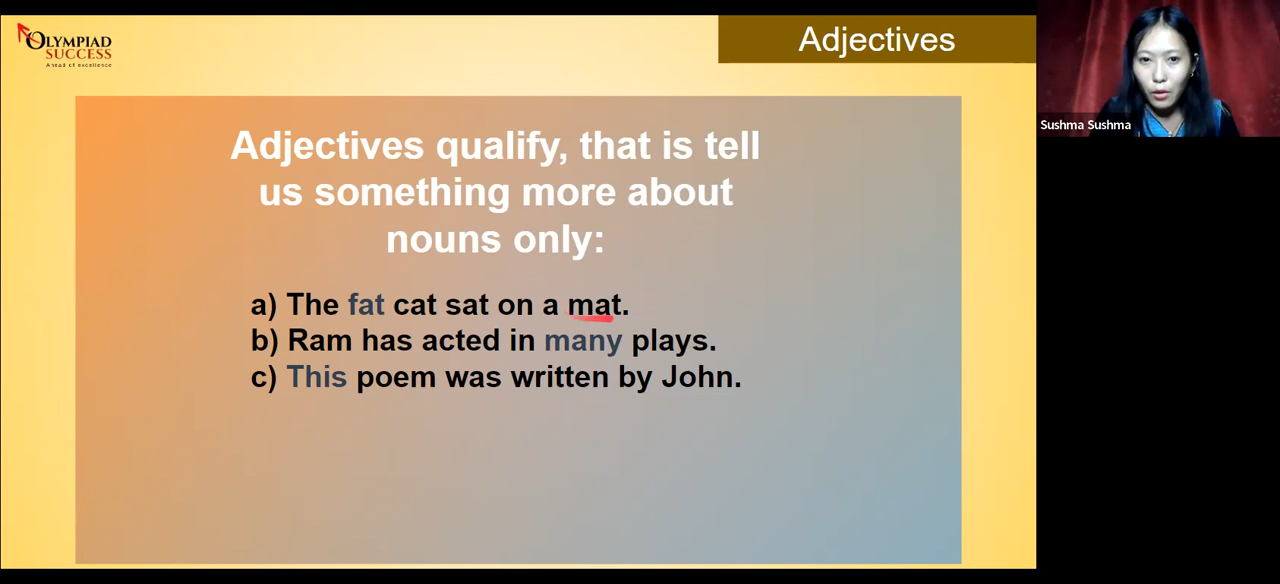 OLYMPIAD
SUCCESS
Ahead of excellence
Adjectives
Sushma Sushma
Adjectives qualify, that is tell
us something more about
nouns only:
a) The fat cat sat on a mat.
b) Ram has acted in many plays.
c) This poem was written by John.